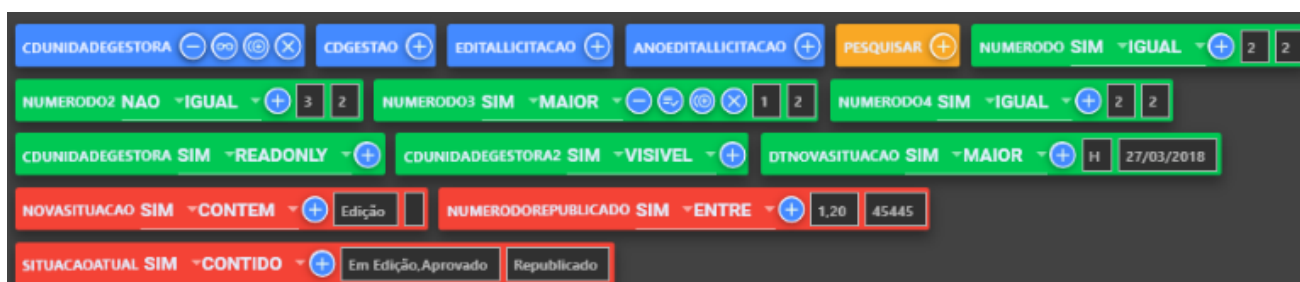 CDUNIDADEGESTORA CDGESTAO EDITALLICITACAO ANOEDITALLICITACAO PESQUISAR NUMERODO SIM IGUAL 2 2
NUMERODO2 NAO IGUAL 3 2 NUMERODO3 SIM MAIOR 1 2 NUMERODO4 SIM IGUAL 2 2
CDUNIDADEGESTORA SIM READONLY CDUNIDADEGESTORA2 SIM VISIVEL DTNOVASITUACAO SIM MAIOR H 27/03/2018
NOVASITUACAO SIM CONTEM Edição NUMERODOREPUBLICADO SIM ENTRE 1,20 45445
SITUACAOATUAL SIM CONTIDO Em Edição,Aprovado Republicado